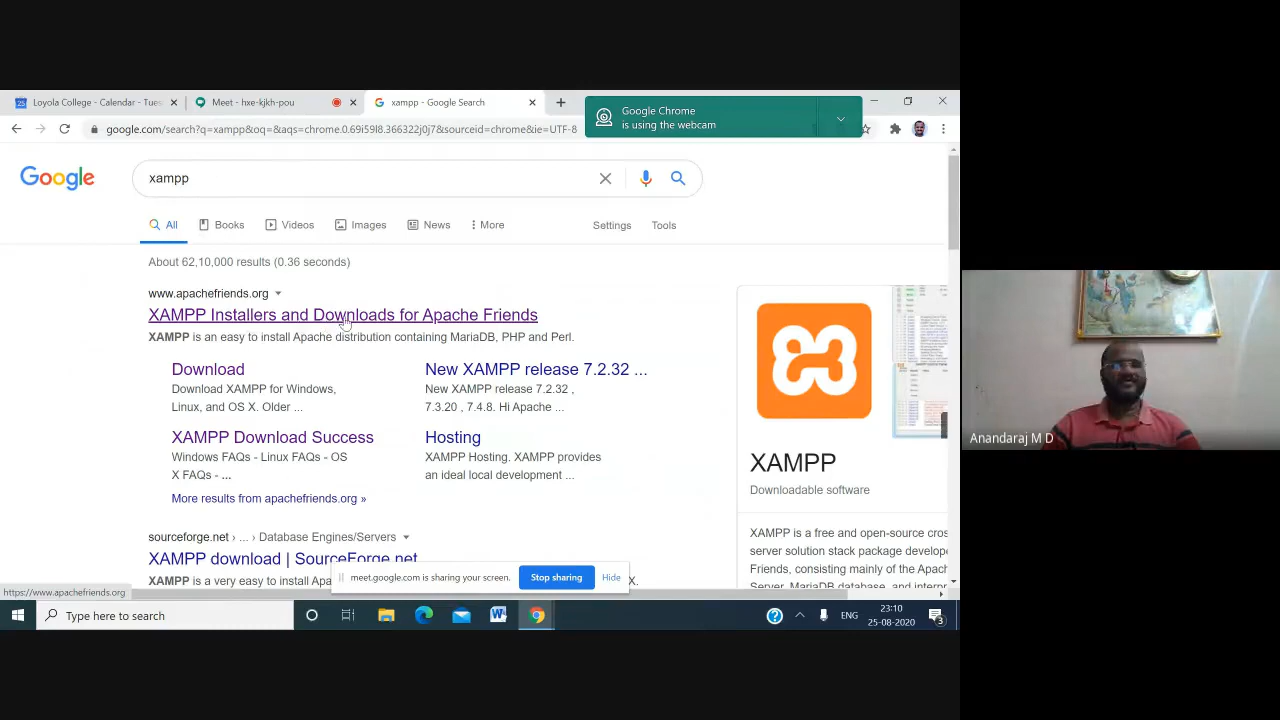 Loyola College - Calendar - Tues
Meet - hxe-kjkh-pou
xampp - Google Search
Google Chrome
is using the webcam
google.com/search?q=xampp&oq=&aqs=chrome.0.69i59l8.366322j0j7&sourceid=chrome&ie=UTF-8
Google
xampp
All
Books
Videos
Images
News
More
Settings
Tools
About 62,10,000 results (0.36 seconds)
www.apachefriends.org
XAMPP Installers and Downloads for Apache Friends
XAMPP to install Apache distribution containing MariaDB, PHP and Perl.
Download
Download XAMPP for Windows,
Linux, OS X. Older ...
New XAMPP release 7.2.32 ...
New XAMPP release 7.2.32 ,
7.3.20 , 7.4.8. Hi Apache ...
XAMPP Download Success
Windows FAQs - Linux FAQs - OS
X FAQs - ...
Hosting
XAMPP Hosting. XAMPP provides
an ideal local development ...
More results from apachefriends.org »
sourceforge.net › ... › Database Engines/Servers
XAMPP download | SourceForge.net
XAMPP is a very easy to install Apa
X.
XAMPP
Downloadable software
XAMPP is a free and open-source cros
server solution stack package develope
Friends, consisting mainly of the Apach
Server, MariaDB database, and interpr
meet.google.com is sharing your screen.
Stop sharing
Hide
https://www.apachefriends.org
Type here to search
ENG
23:10
25-08-2020
3
Anandaraj M D